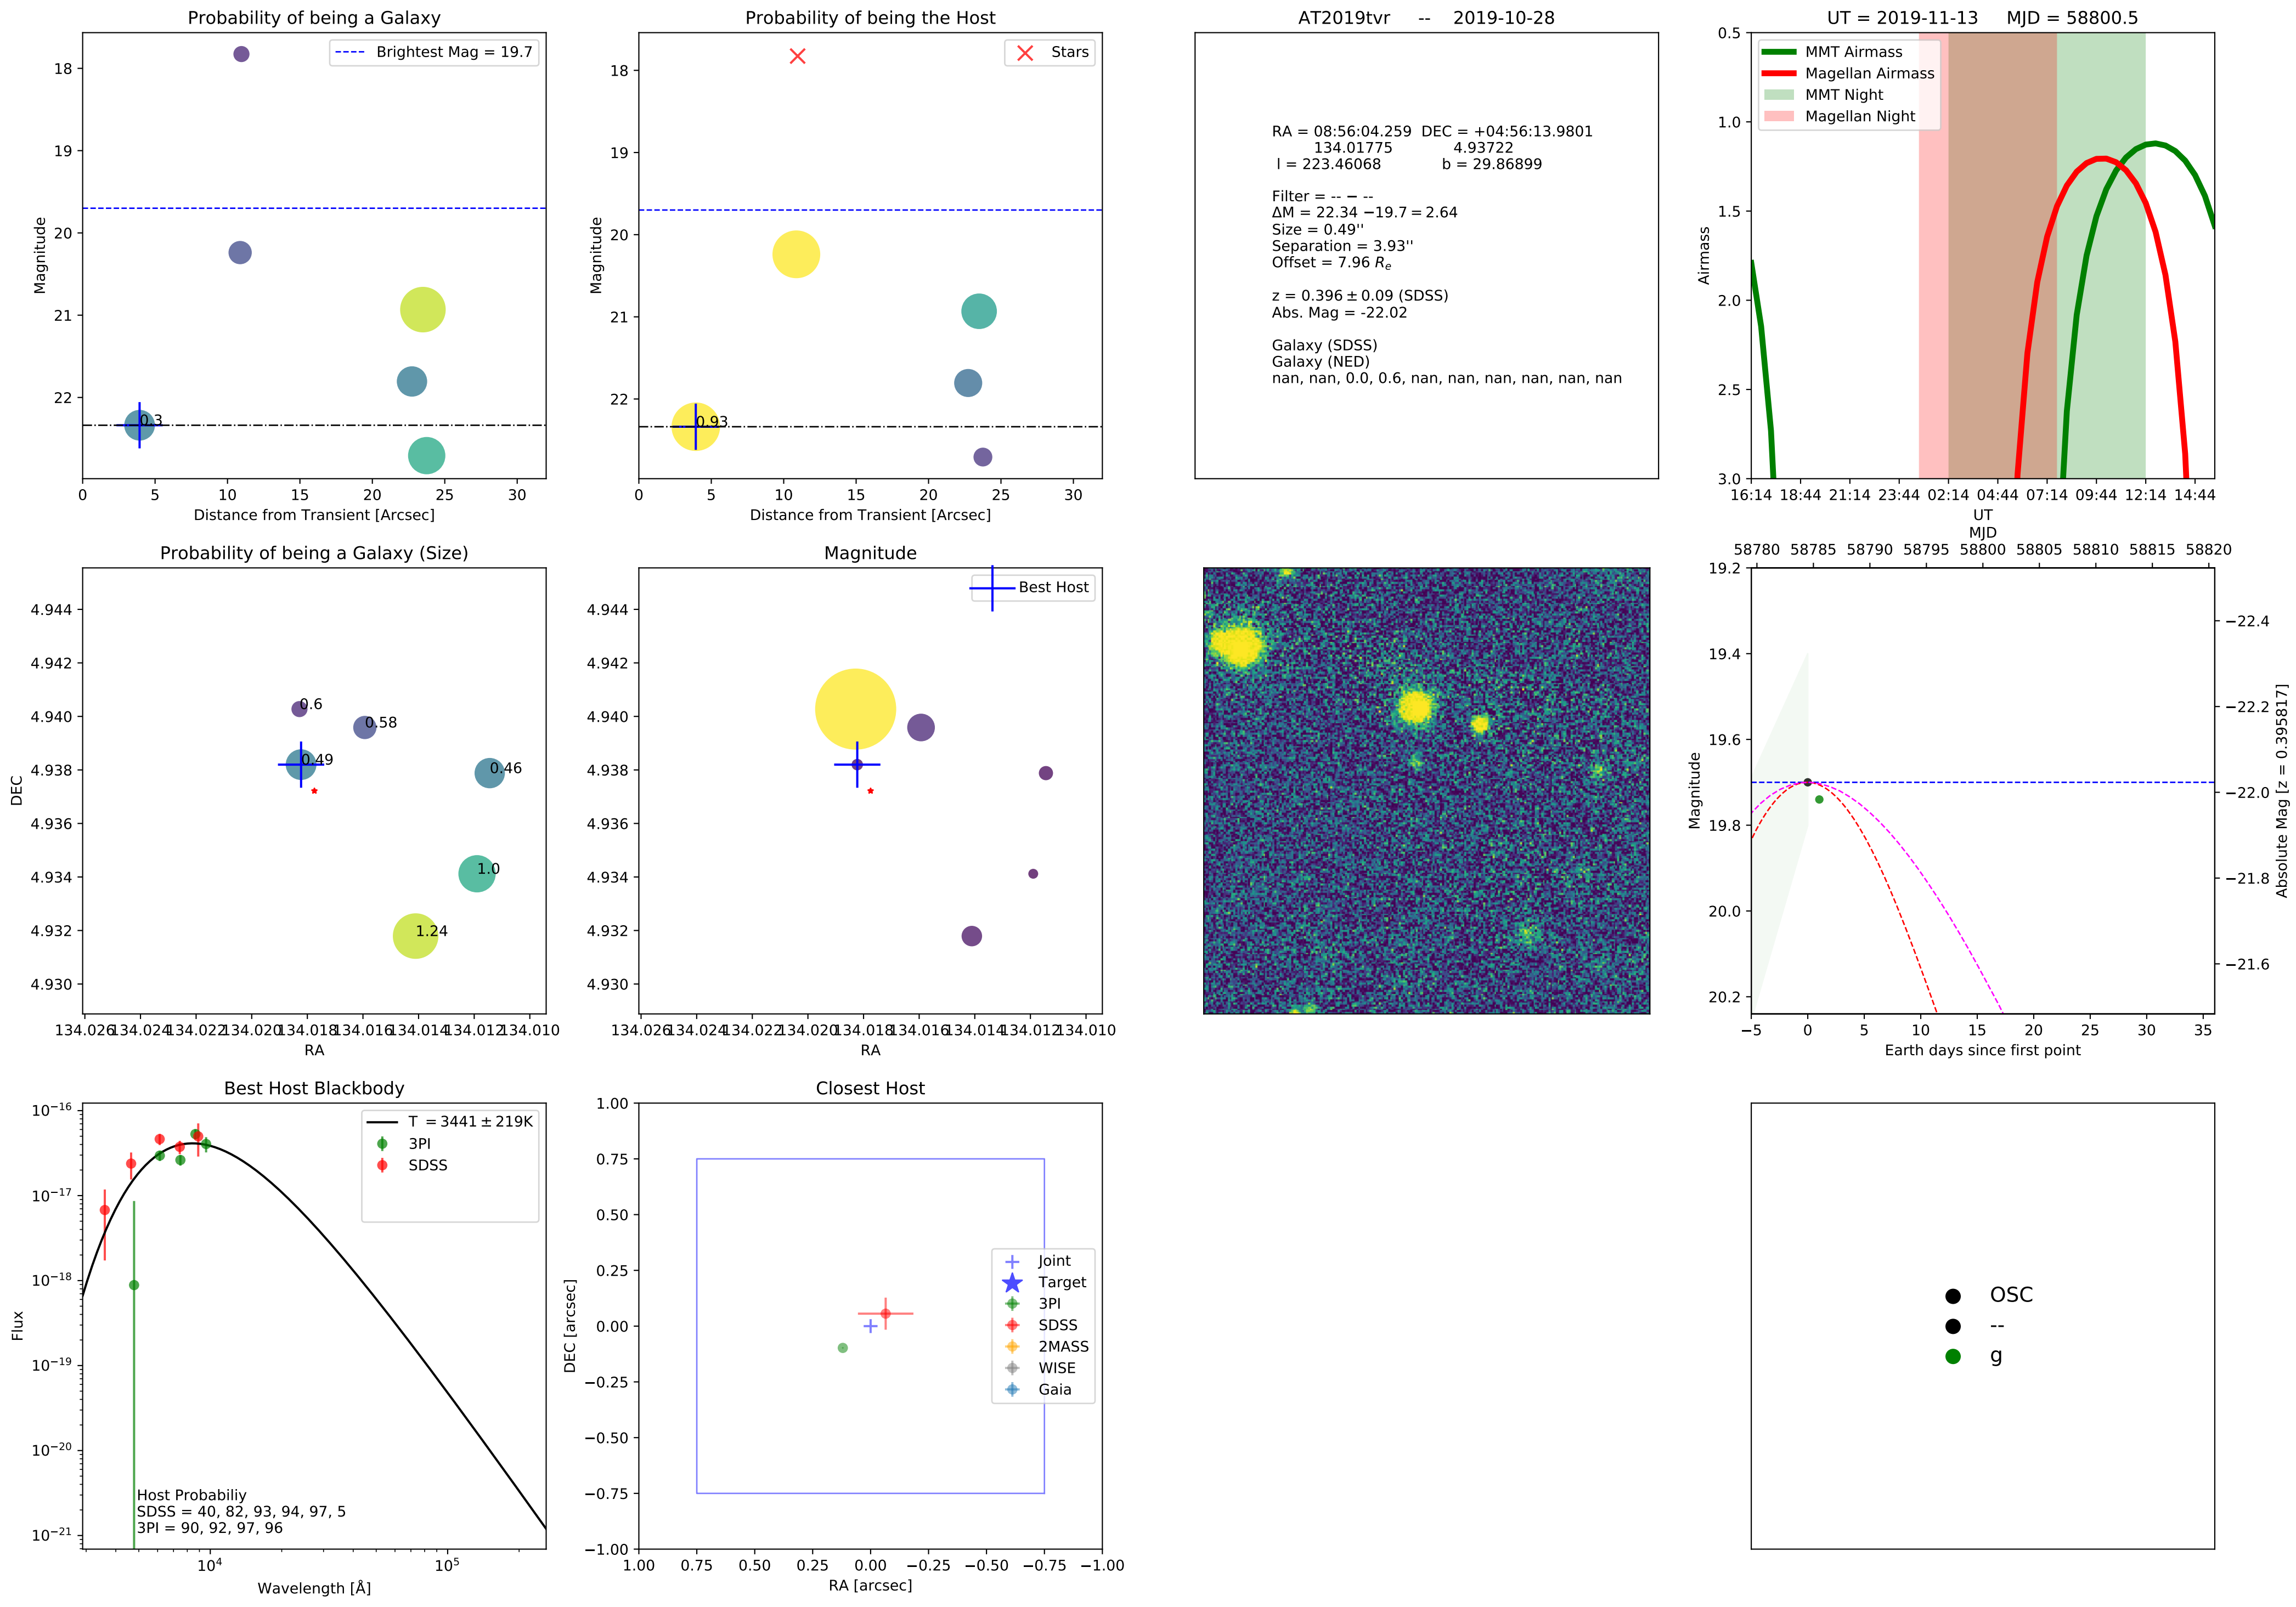 Probability of being a Galaxy
Brightest Mag = 19.7
18
19
20
21
22
0.3
0 5 10 15 20 25 30
Distance from Transient [Arcsec]
Magnitude
Probability of being the Host
Stars
18
19
20
21
22
0.93
0 5 10 15 20 25 30
Distance from Transient [Arcsec]
Magnitude
AT2019tvr -- 2019-10-28
RA = 08:56:04.259 DEC = +04:56:13.9801
134.01775 4.93722
l = 223.46068 b = 29.86899
Filter = -- − --
ΔM = 22.34 −19.7 = 2.64
Size = 0.49''
Separation = 3.93''
Offset = 7.96 Re
z = 0.396 ± 0.09 (SDSS)
Abs. Mag = -22.02
Galaxy (SDSS)
Galaxy (NED)
nan, nan, 0.0, 0.6, nan, nan, nan, nan, nan, nan
UT = 2019-11-13 MJD = 58800.5
MMT Airmass
Magellan Airmass
MMT Night
Magellan Night
0.5
1.0
1.5
2.0
2.5
3.0
Airmass
16:14 18:44 21:14 23:44 02:14 04:44 07:14 09:44 12:14 14:44
UT
Probability of being a Galaxy (Size)
4.944
4.942
4.940
4.938
4.936
4.934
4.932
4.930
DEC
0.6
0.58
0.49
0.46
1.0
1.24
134.026 134.024 134.022 134.020 134.018 134.016 134.014 134.012 134.010
RA
Magnitude
Best Host
4.944
4.942
4.940
4.938
4.936
4.934
4.932
4.930
134.026 134.024 134.022 134.020 134.018 134.016 134.014 134.012 134.010
RA
MJD
58780 58785 58790 58795 58800 58805 58810 58815 58820
19.2
19.4
19.6
19.8
20.0
20.2
Magnitude
−22.4
−22.2
−22.0
−21.8
−21.6
Absolute Mag [z = 0.395817]
−5 0 5 10 15 20 25 30 35
Earth days since first point
Best Host Blackbody
T = 3441 ± 219K
3PI
SDSS
10−16
10−17
10−18
10−19
10−20
10−21
Flux
Host Probabiliy
SDSS = 40, 82, 93, 94, 97, 5
3PI = 90, 92, 97, 96
104 105
Wavelength [Å]
Closest Host
1.00
0.75
0.50
0.25
0.00
−0.25
−0.50
−0.75
−1.00
DEC [arcsec]
Joint
Target
3PI
SDSS
2MASS
WISE
Gaia
1.00 0.75 0.50 0.25 0.00 −0.25 −0.50 −0.75 −1.00
RA [arcsec]
OSC
--
g